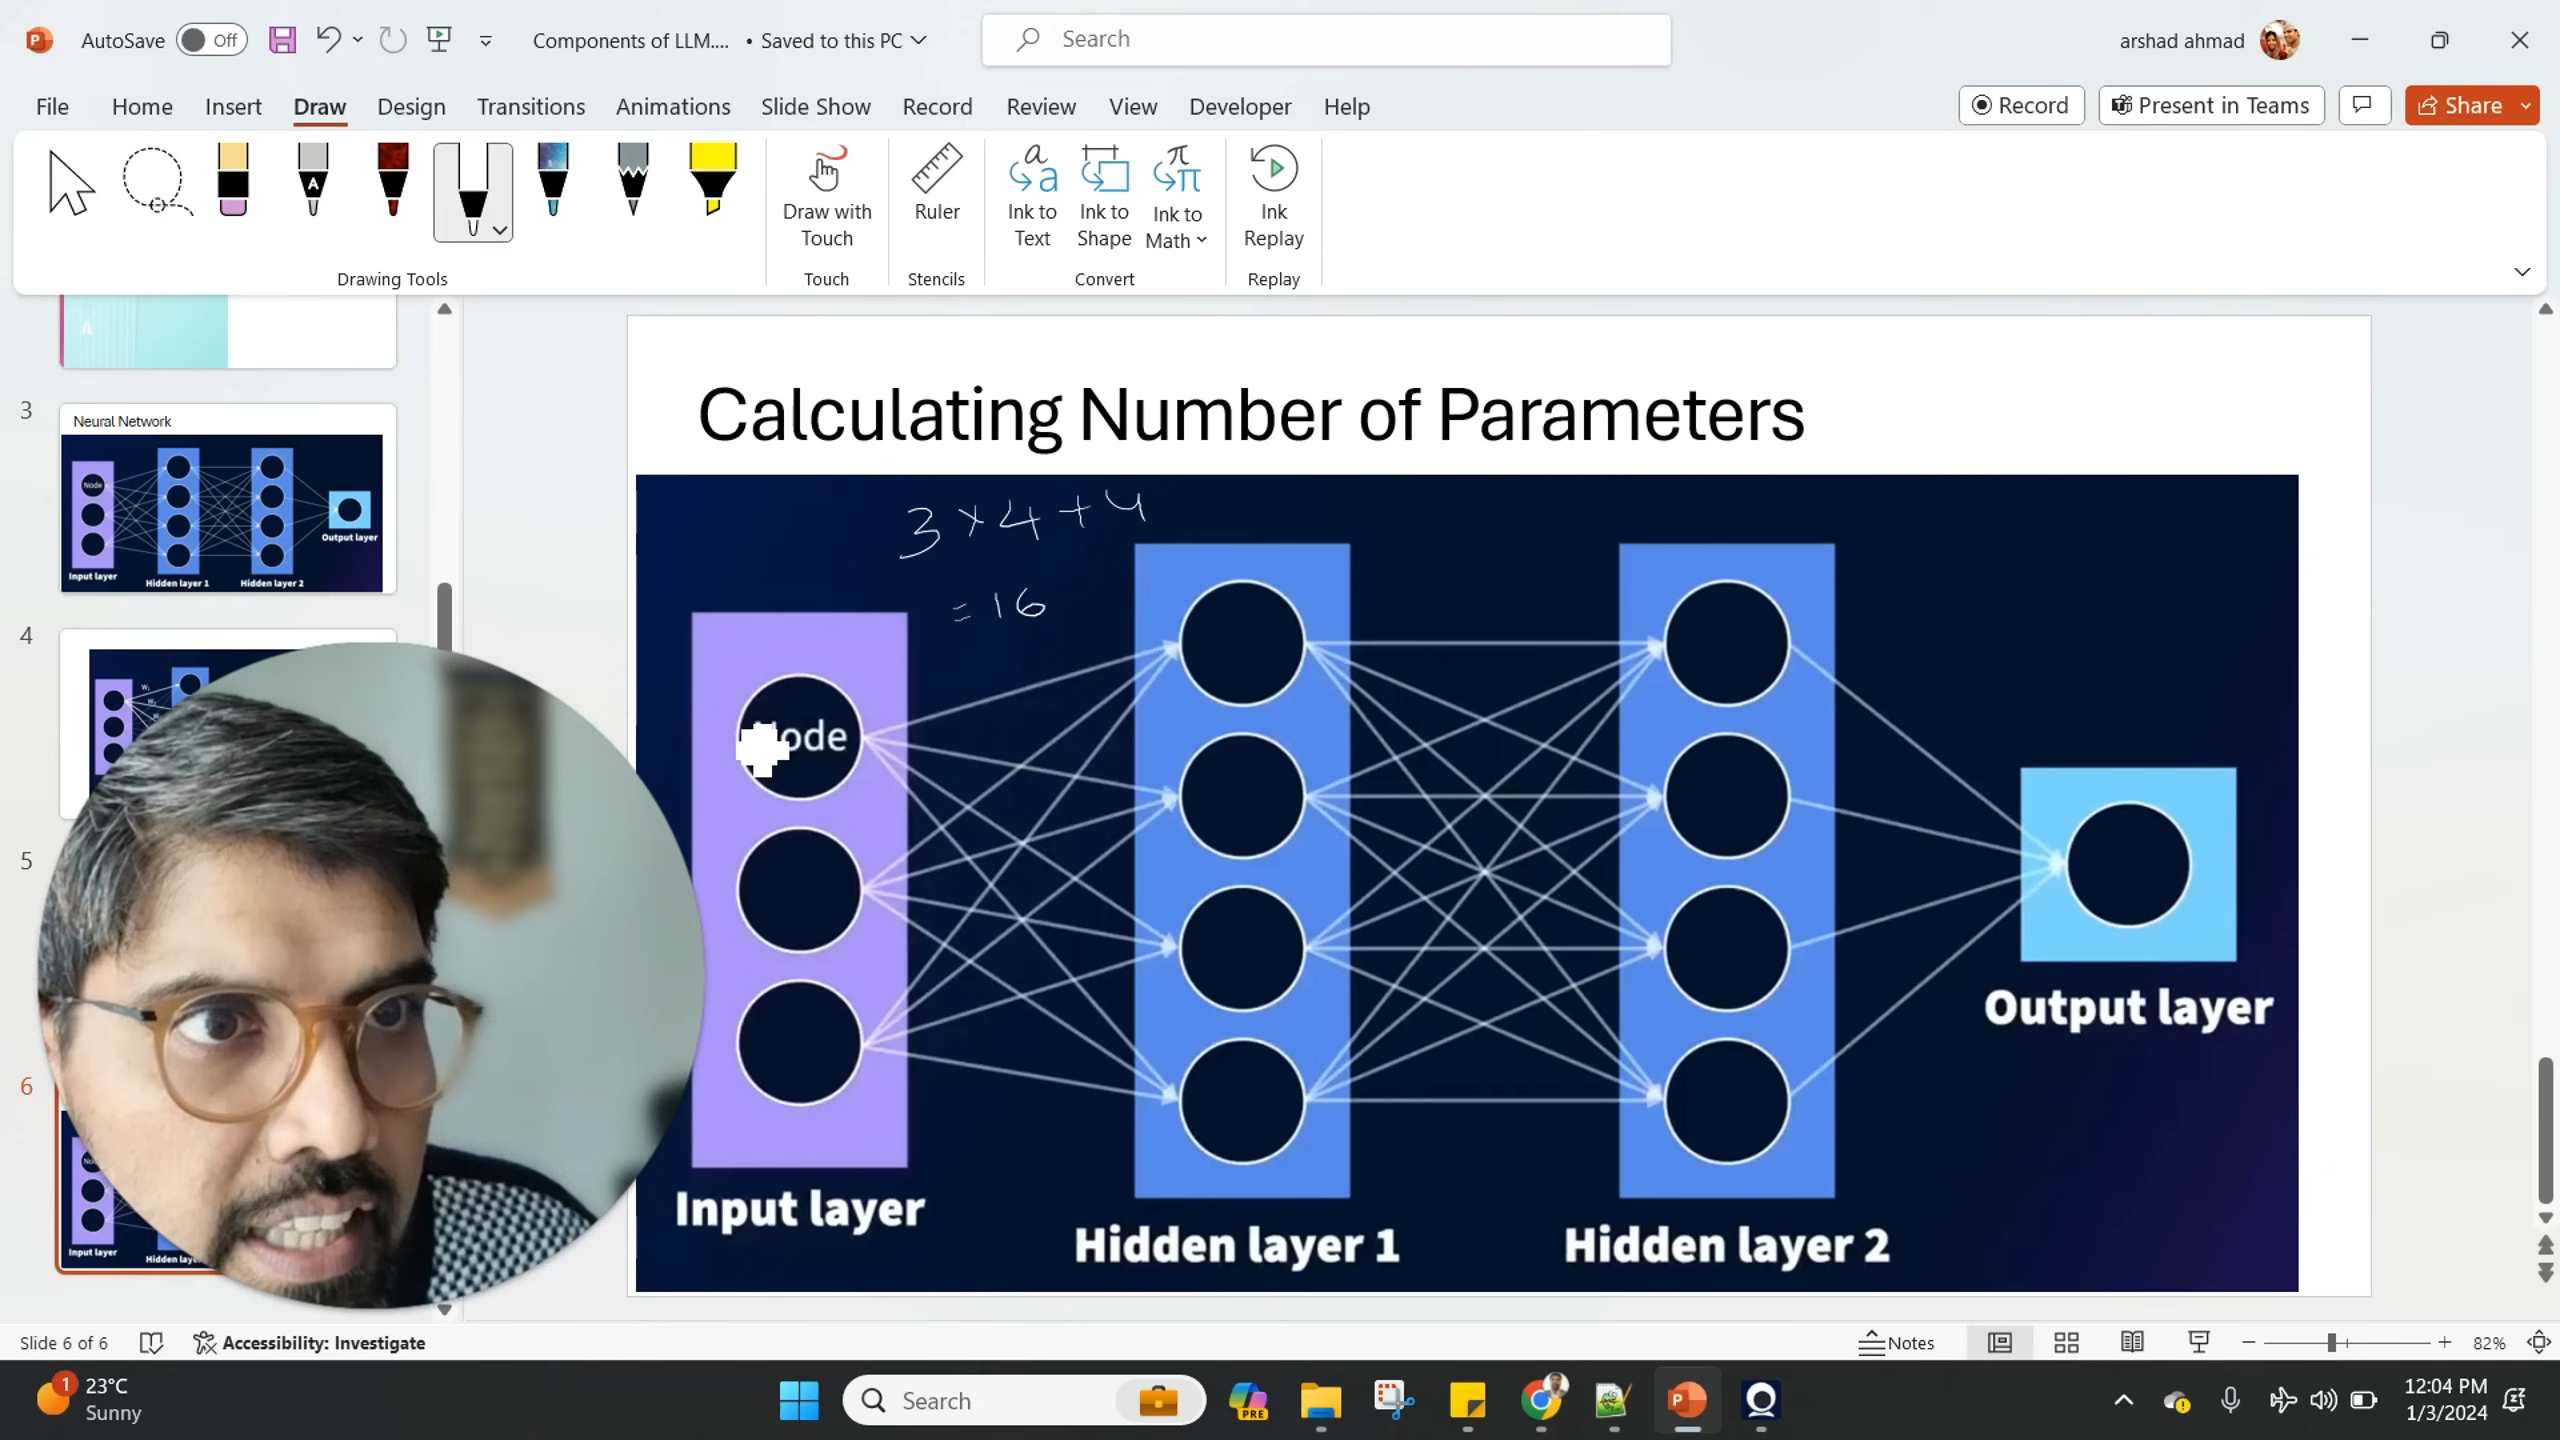 AutoSave Off Components of LLM.... • Saved to this PC Search arshad ahmad
File Home Insert Draw Design Transitions Animations Slide Show Record Review View Developer Help Record Present in Teams Share
Draw with Touch
Ruler
Ink to Text
Ink to Shape
Ink to Math
Ink Replay
Drawing Tools Touch Stencils Convert Replay
3
Neural Network
Node
Input layer
Hidden layer 1
Hidden layer 2
Output layer
4
5
6
Input layer
Calculating Number of Parameters
3 × 4 + 4
= 16
Input layer
Hidden layer 1
Hidden layer 2
Output layer
Slide 6 of 6 Accessibility: Investigate Notes 82%
1
23°C
Sunny
Search
PRE
12:04 PM
1/3/2024